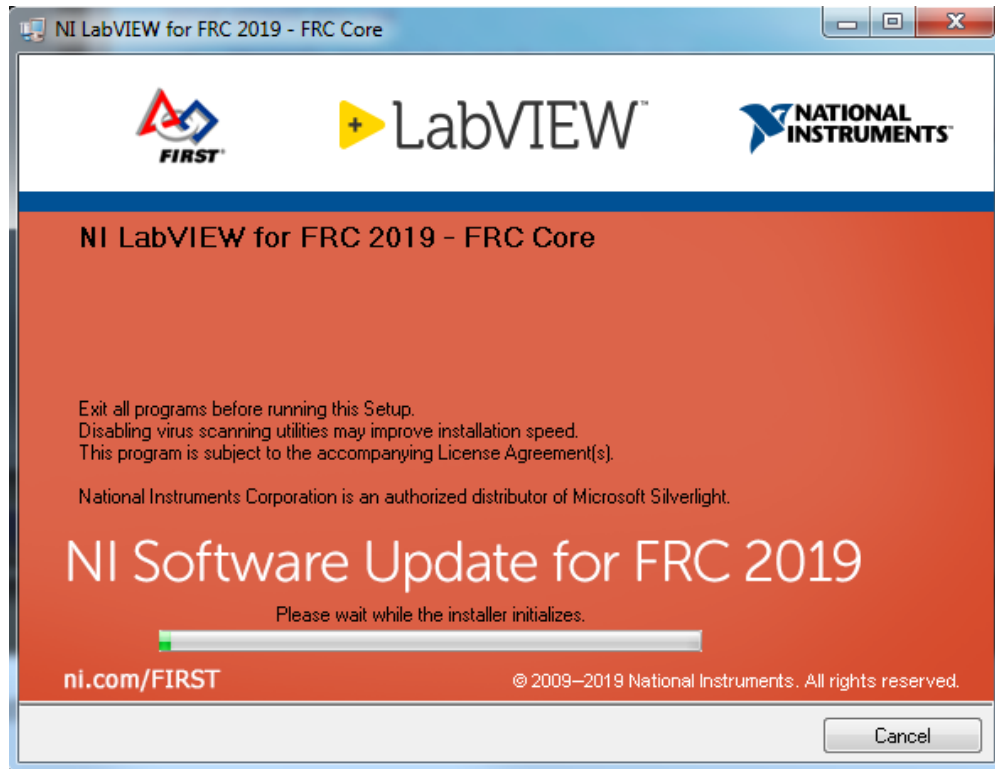 NI LabVIEW for FRC 2019 - FRC Core
FIRST®
LabVIEW™
NATIONAL
INSTRUMENTS™
NI LabVIEW for FRC 2019 - FRC Core
Exit all programs before running this Setup.
Disabling virus scanning utilities may improve installation speed.
This program is subject to the accompanying License Agreement(s).
National Instruments Corporation is an authorized distributor of Microsoft Silverlight.
NI Software Update for FRC 2019
Please wait while the installer initializes.
ni.com/FIRST
© 2009–2019 National Instruments. All rights reserved.
Cancel